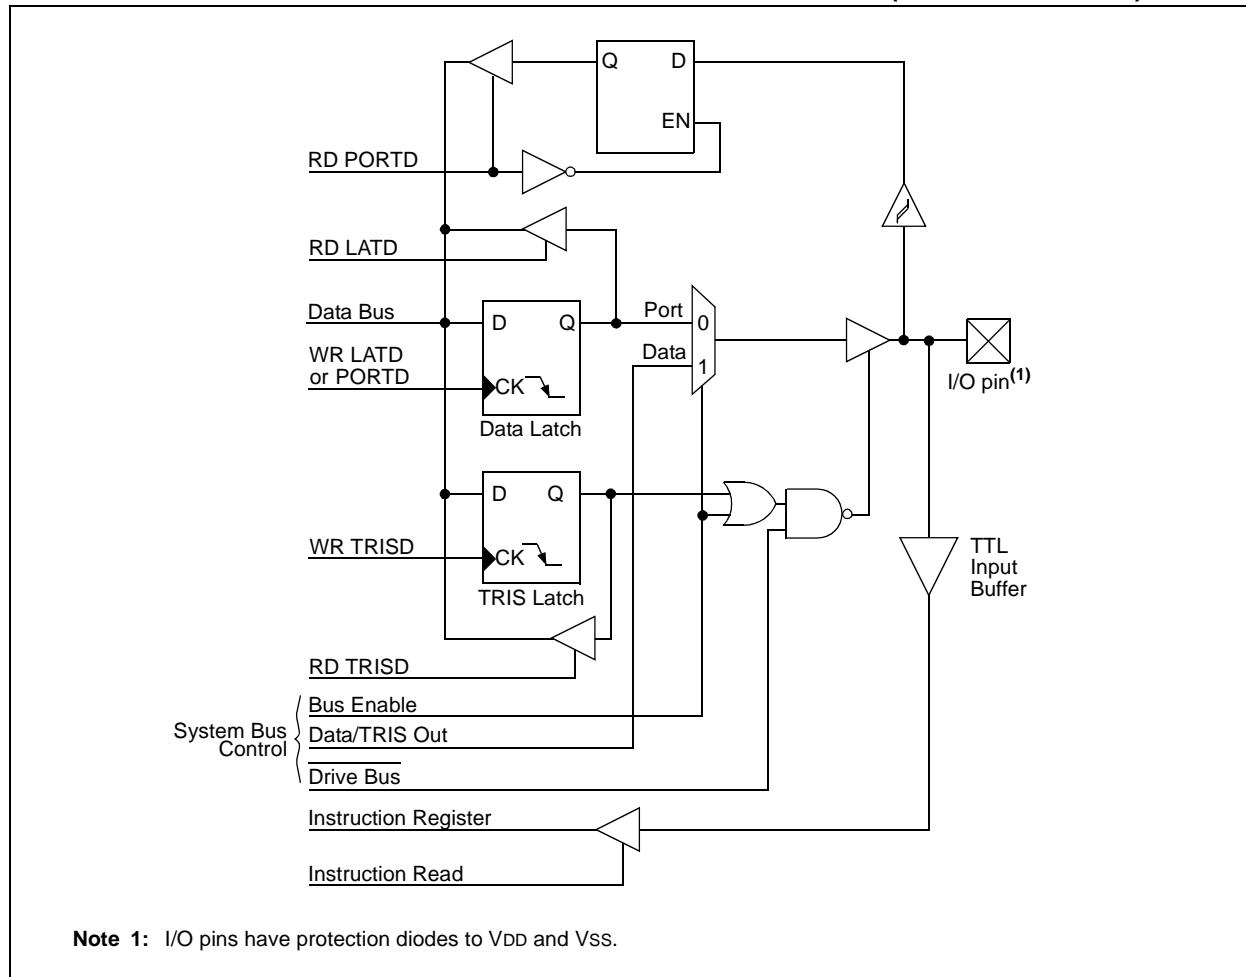 Q D
EN
RD PORTD
RD LATD
Data Bus
Port
0
D Q
WR LATD
or PORTD
Data
1
CK
I/O pin(1)
Data Latch
D Q
WR TRISD
CK
TTL
Input
Buffer
TRIS Latch
RD TRISD
Bus Enable
System Bus
Control
Data/TRIS Out
Drive Bus
Instruction Register
Instruction Read
Note 1: I/O pins have protection diodes to VDD and VSS.